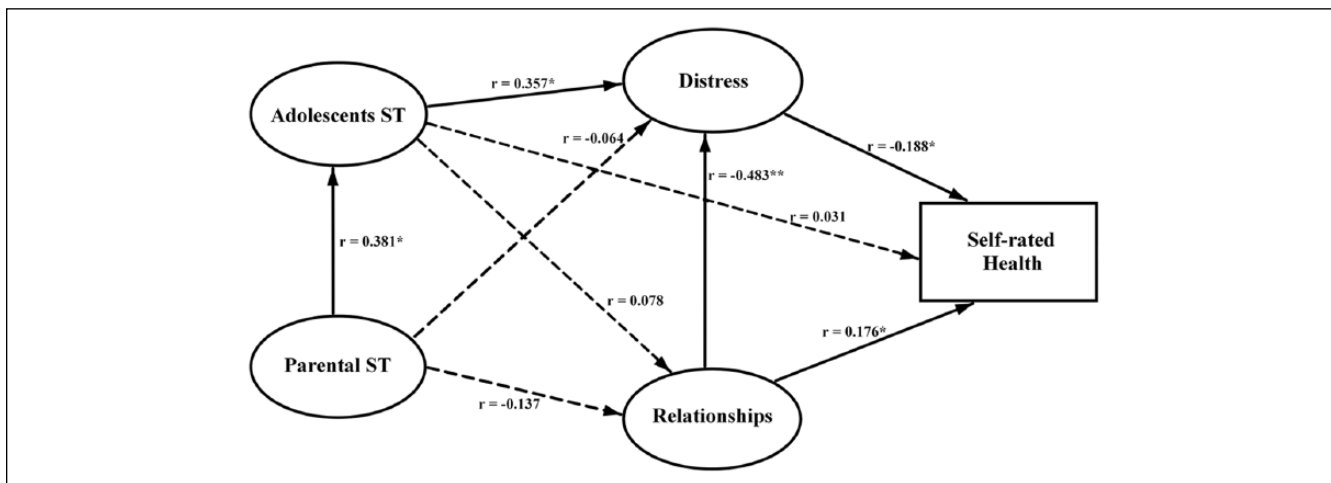 Distress
r = 0.357*
Adolescents ST
r = -0.064
r = -0.188*
r = -0.483**
r = 0.031
Self-rated
Health
r = 0.381*
r = 0.078
r = 0.176*
Parental ST
r = -0.137
Relationships